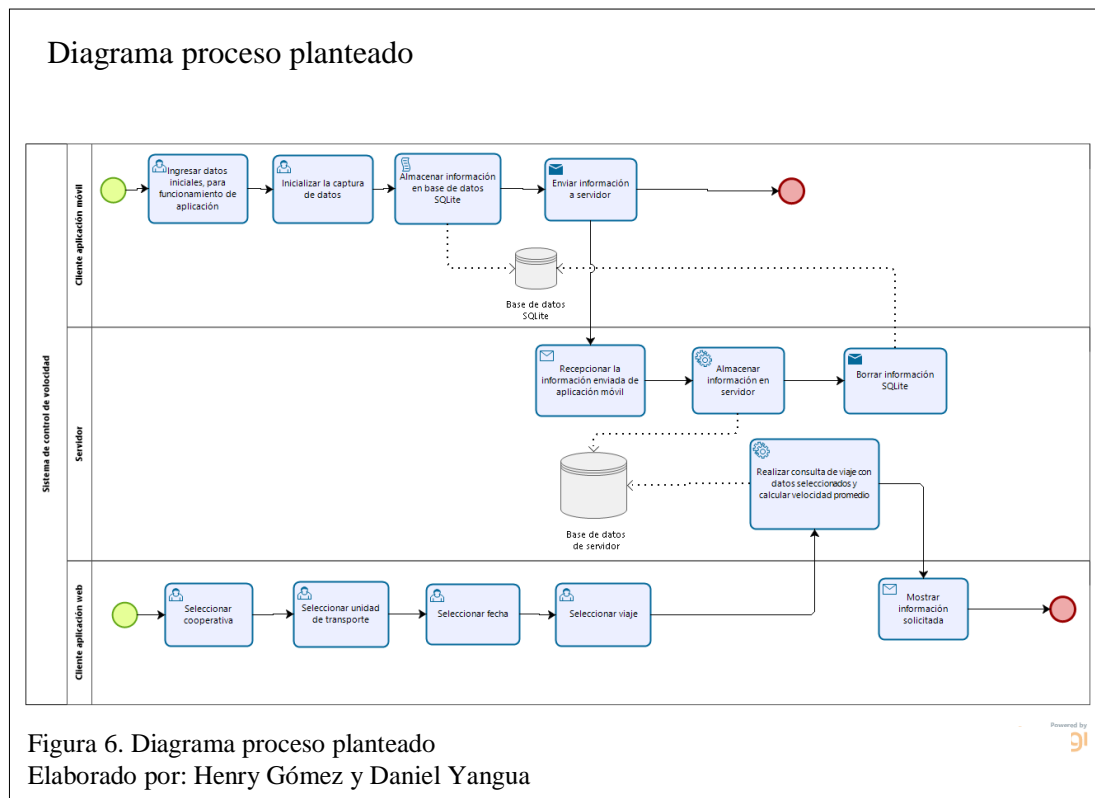 Diagrama proceso planteado
Sistema de control de volocidad
Cliente aplicación móvil
Ingresar datos
iniciales, para
funcionamiento de
aplicación
Inicializar la captura
de datos
Almacenar información
en base de datos
SQLite
Enviar información
a servidor
Base de datos
SQLite
Servidor
Recepcionar la
información enviada de
aplicación móvil
Almacenar
información en
servidor
Borrar información
SQLite
Realizar consulta de viaje con
datos seleccionados y
calcular velocidad promedio
Base de datos
de servidor
Cliente aplicación web
Seleccionar
cooperativa
Seleccionar unidad
de transporte
Seleccionar fecha
Seleccionar viaje
Mostrar
información
solicitada
Powered by
Figura 6. Diagrama proceso planteado
Elaborado por: Henry Gómez y Daniel Yangua